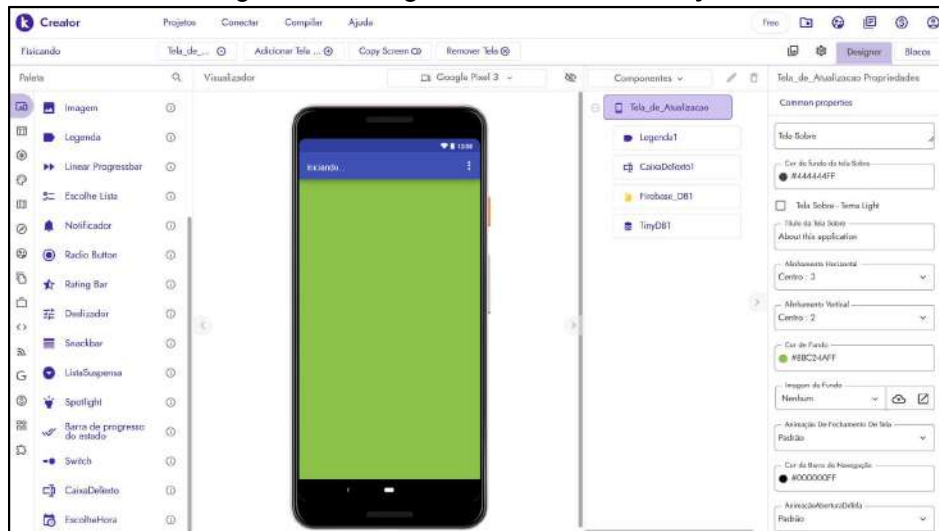 Creator
Projetos
Conectar
Compilar
Ajuda
Free
Fisicando
Tela_de_...
Adicionar Tela ...
Copy Screen
Remover Tela
Designer
Blocos
Paleta
Visualizador
Google Pixel 3
Componentes
Tela_de_Atualizacao Propriedades
Imagem
Legenda
Linear Progressbar
Escolhe Lista
Notificador
Radio Button
Rating Bar
Deslizador
Snackbar
ListaSuspensa
Spotlight
Barra de progresso
do estado
Switch
CaixaDeTexto
EscolheHora
Iniciando...
Tela_de_Atualizacao
Legenda1
CaixaDeTexto1
Firebase_DB1
TinyDB1
Common properties
Tela Sobre
Cor de fundo da tela Sobre
#444444FF
Tela Sobre - Tema Light
Título da Tela Sobre
About this application
Alinhamento Horizontal
Centro : 3
Alinhamento Vertical
Centro : 2
Cor de Fundo
#8BC24AFF
Imagem de Fundo
Nenhum
Animação De Fechamento De Tela
Padrão
Cor da Barra de Navegação
#000000FF
AnimaçãoAberturaDeTela
Padrão